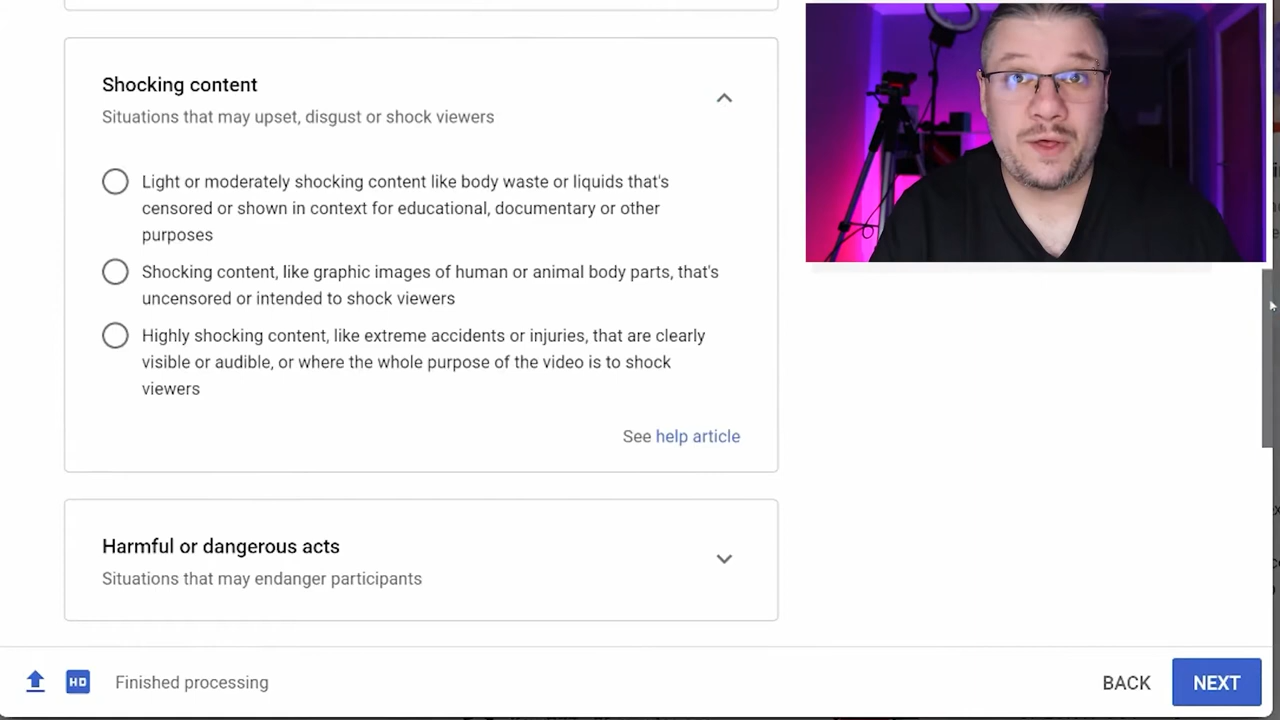 Shocking content
Situations that may upset, disgust or shock viewers
Light or moderately shocking content like body waste or liquids that's
censored or shown in context for educational, documentary or other
purposes
Shocking content, like graphic images of human or animal body parts, that's
uncensored or intended to shock viewers
Highly shocking content, like extreme accidents or injuries, that are clearly
visible or audible, or where the whole purpose of the video is to shock
viewers
See help article
Harmful or dangerous acts
Situations that may endanger participants
HD Finished processing
BACK NEXT